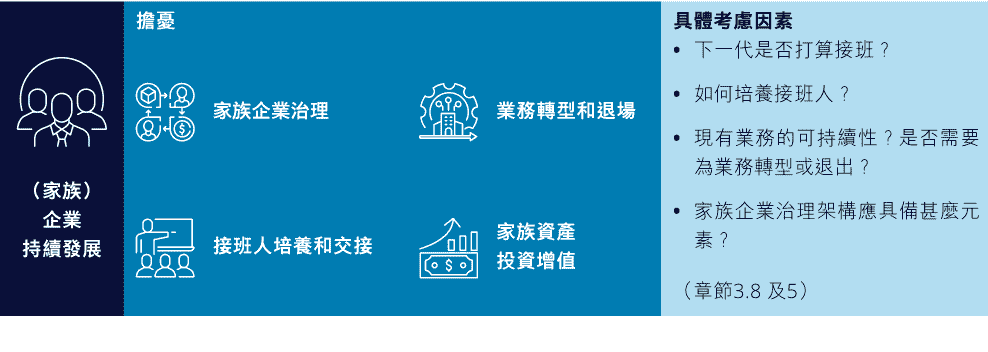 （家族）
企業
持續發展
擔憂
家族企業治理
業務轉型和退場
接班人培養和交接
家族資產
投資增值
具體考慮因素
• 下一代是否打算接班？
• 如何培養接班人？
• 現有業務的可持續性？是否需要
為業務轉型或退出？
• 家族企業治理架構應具備甚麼元
素？
（章節3.8 及5）